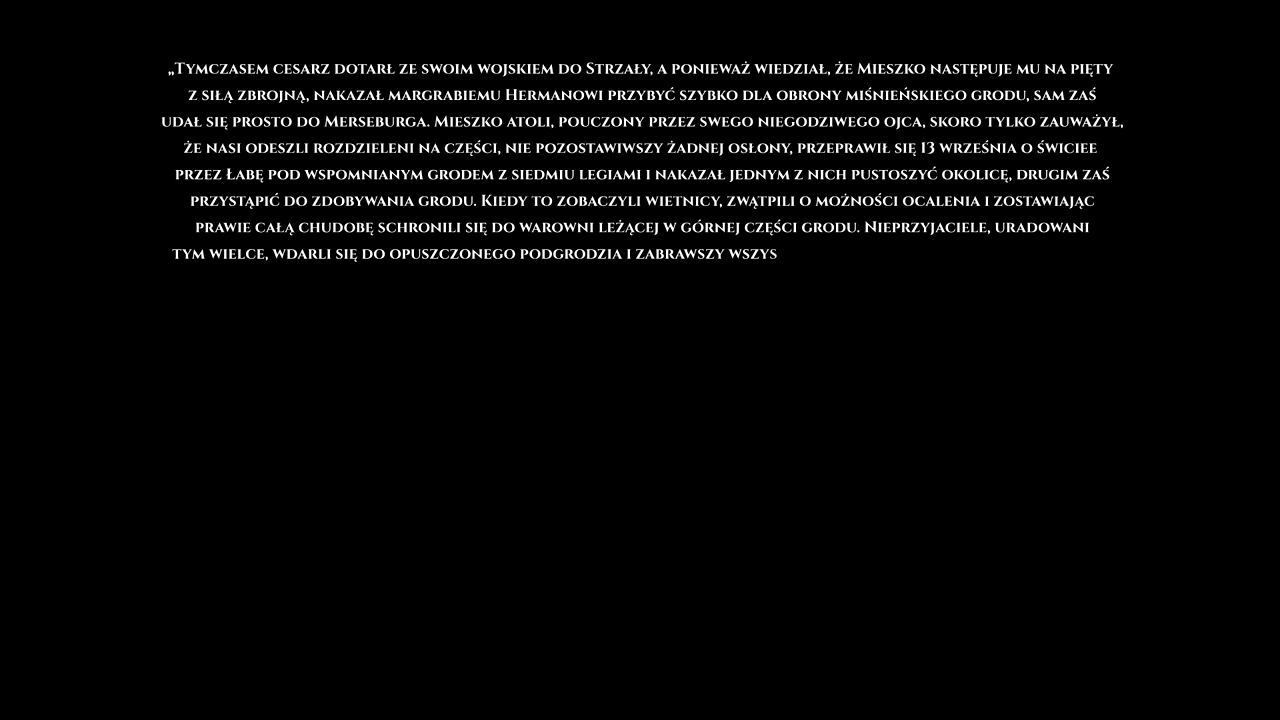 „Tymczasem cesarz dotarł ze swoim wojskiem do Strzały, a ponieważ wiedział, że Mieszko następuje mu na pięty
z siłą zbrojną, nakazał margrabiemu Hermanowi przybyć szybko dla obrony miśnieńskiego grodu, sam zaś
udał się prosto do Merseburga. Mieszko atoli, pouczony przez swego niegodziwego ojca, skoro tylko zauważył,
że nasi odeszli rozdzieleni na części, nie pozostawiwszy żadnej osłony, przeprawił się 13 września o świciee
przez Łabę pod wspomnianym grodem z siedmiu legiami i nakazał jednym z nich pustoszyć okolicę, drugim zaś
przystąpić do zdobywania grodu. Kiedy to zobaczyli wietnicy, zwątpili o możności ocalenia i zostawiając
prawie całą chudobę schronili się do warowni leżącej w górnej części grodu. Nieprzyjaciele, uradowani
tym wielce, wdarli się do opuszczonego podgrodzia i zabrawszy wszys